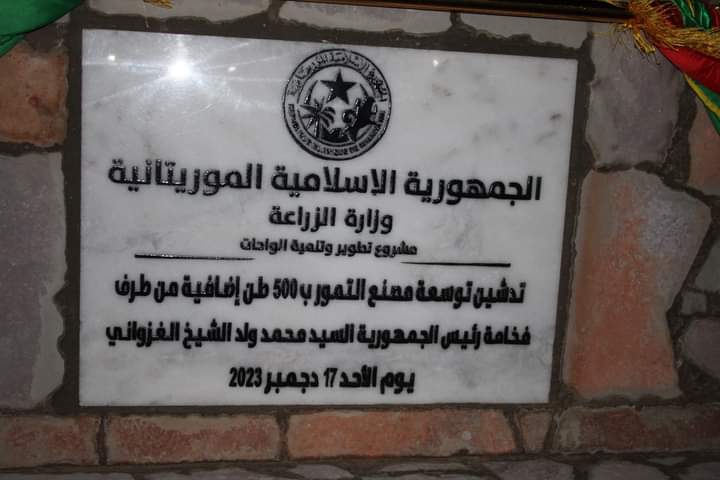 الجمهورية الإسلامية الموريتانية
وزارة الزراعة
مشروع تطوير وتنمية الواحات
تدشين توسعة مصنع التمور ب 500 طن إضافية من طرف
فخامة رئيس الجمهورية السيد محمد ولد الشيخ الغزواني
يوم الأحد 17 دجمبر 2023